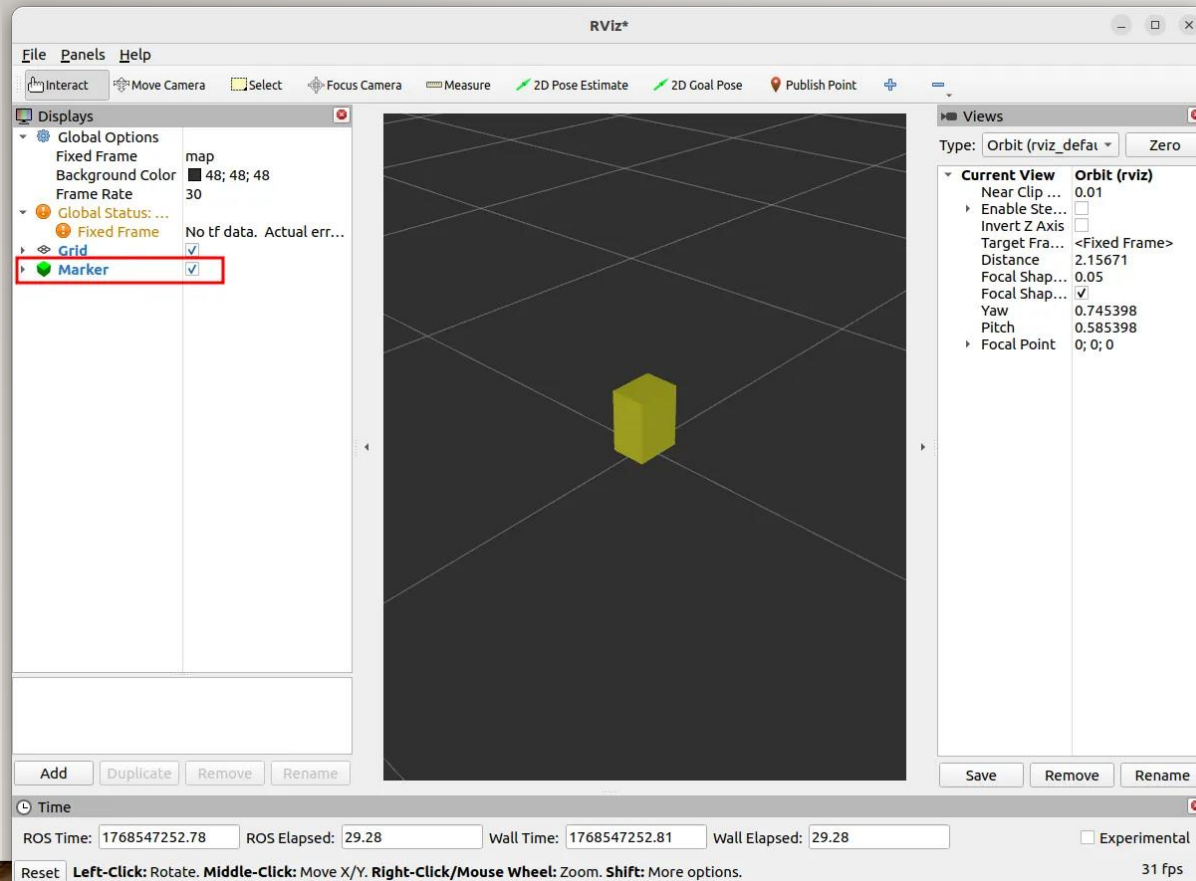 RViz*
File Panels Help
Interact Move Camera Select Focus Camera Measure 2D Pose Estimate 2D Goal Pose Publish Point
Displays
Global Options
Fixed Frame map
Background Color 48; 48; 48
Frame Rate 30
Global Status: ...
Fixed Frame No tf data. Actual err...
Grid
Marker
Add Duplicate Remove Rename
Views
Type: Orbit (rviz_defau Zero
Current View Orbit (rviz)
Near Clip ... 0.01
Enable Ste...
Invert Z Axis
Target Fra... <Fixed Frame>
Distance 2.15671
Focal Shap... 0.05
Focal Shap...
Yaw 0.745398
Pitch 0.585398
Focal Point 0; 0; 0
Save Remove Rename
Time
ROS Time: 1768547252.78 ROS Elapsed: 29.28 Wall Time: 1768547252.81 Wall Elapsed: 29.28 Experimental
Reset Left-Click: Rotate. Middle-Click: Move X/Y. Right-Click/Mouse Wheel: Zoom. Shift: More options. 31 fps